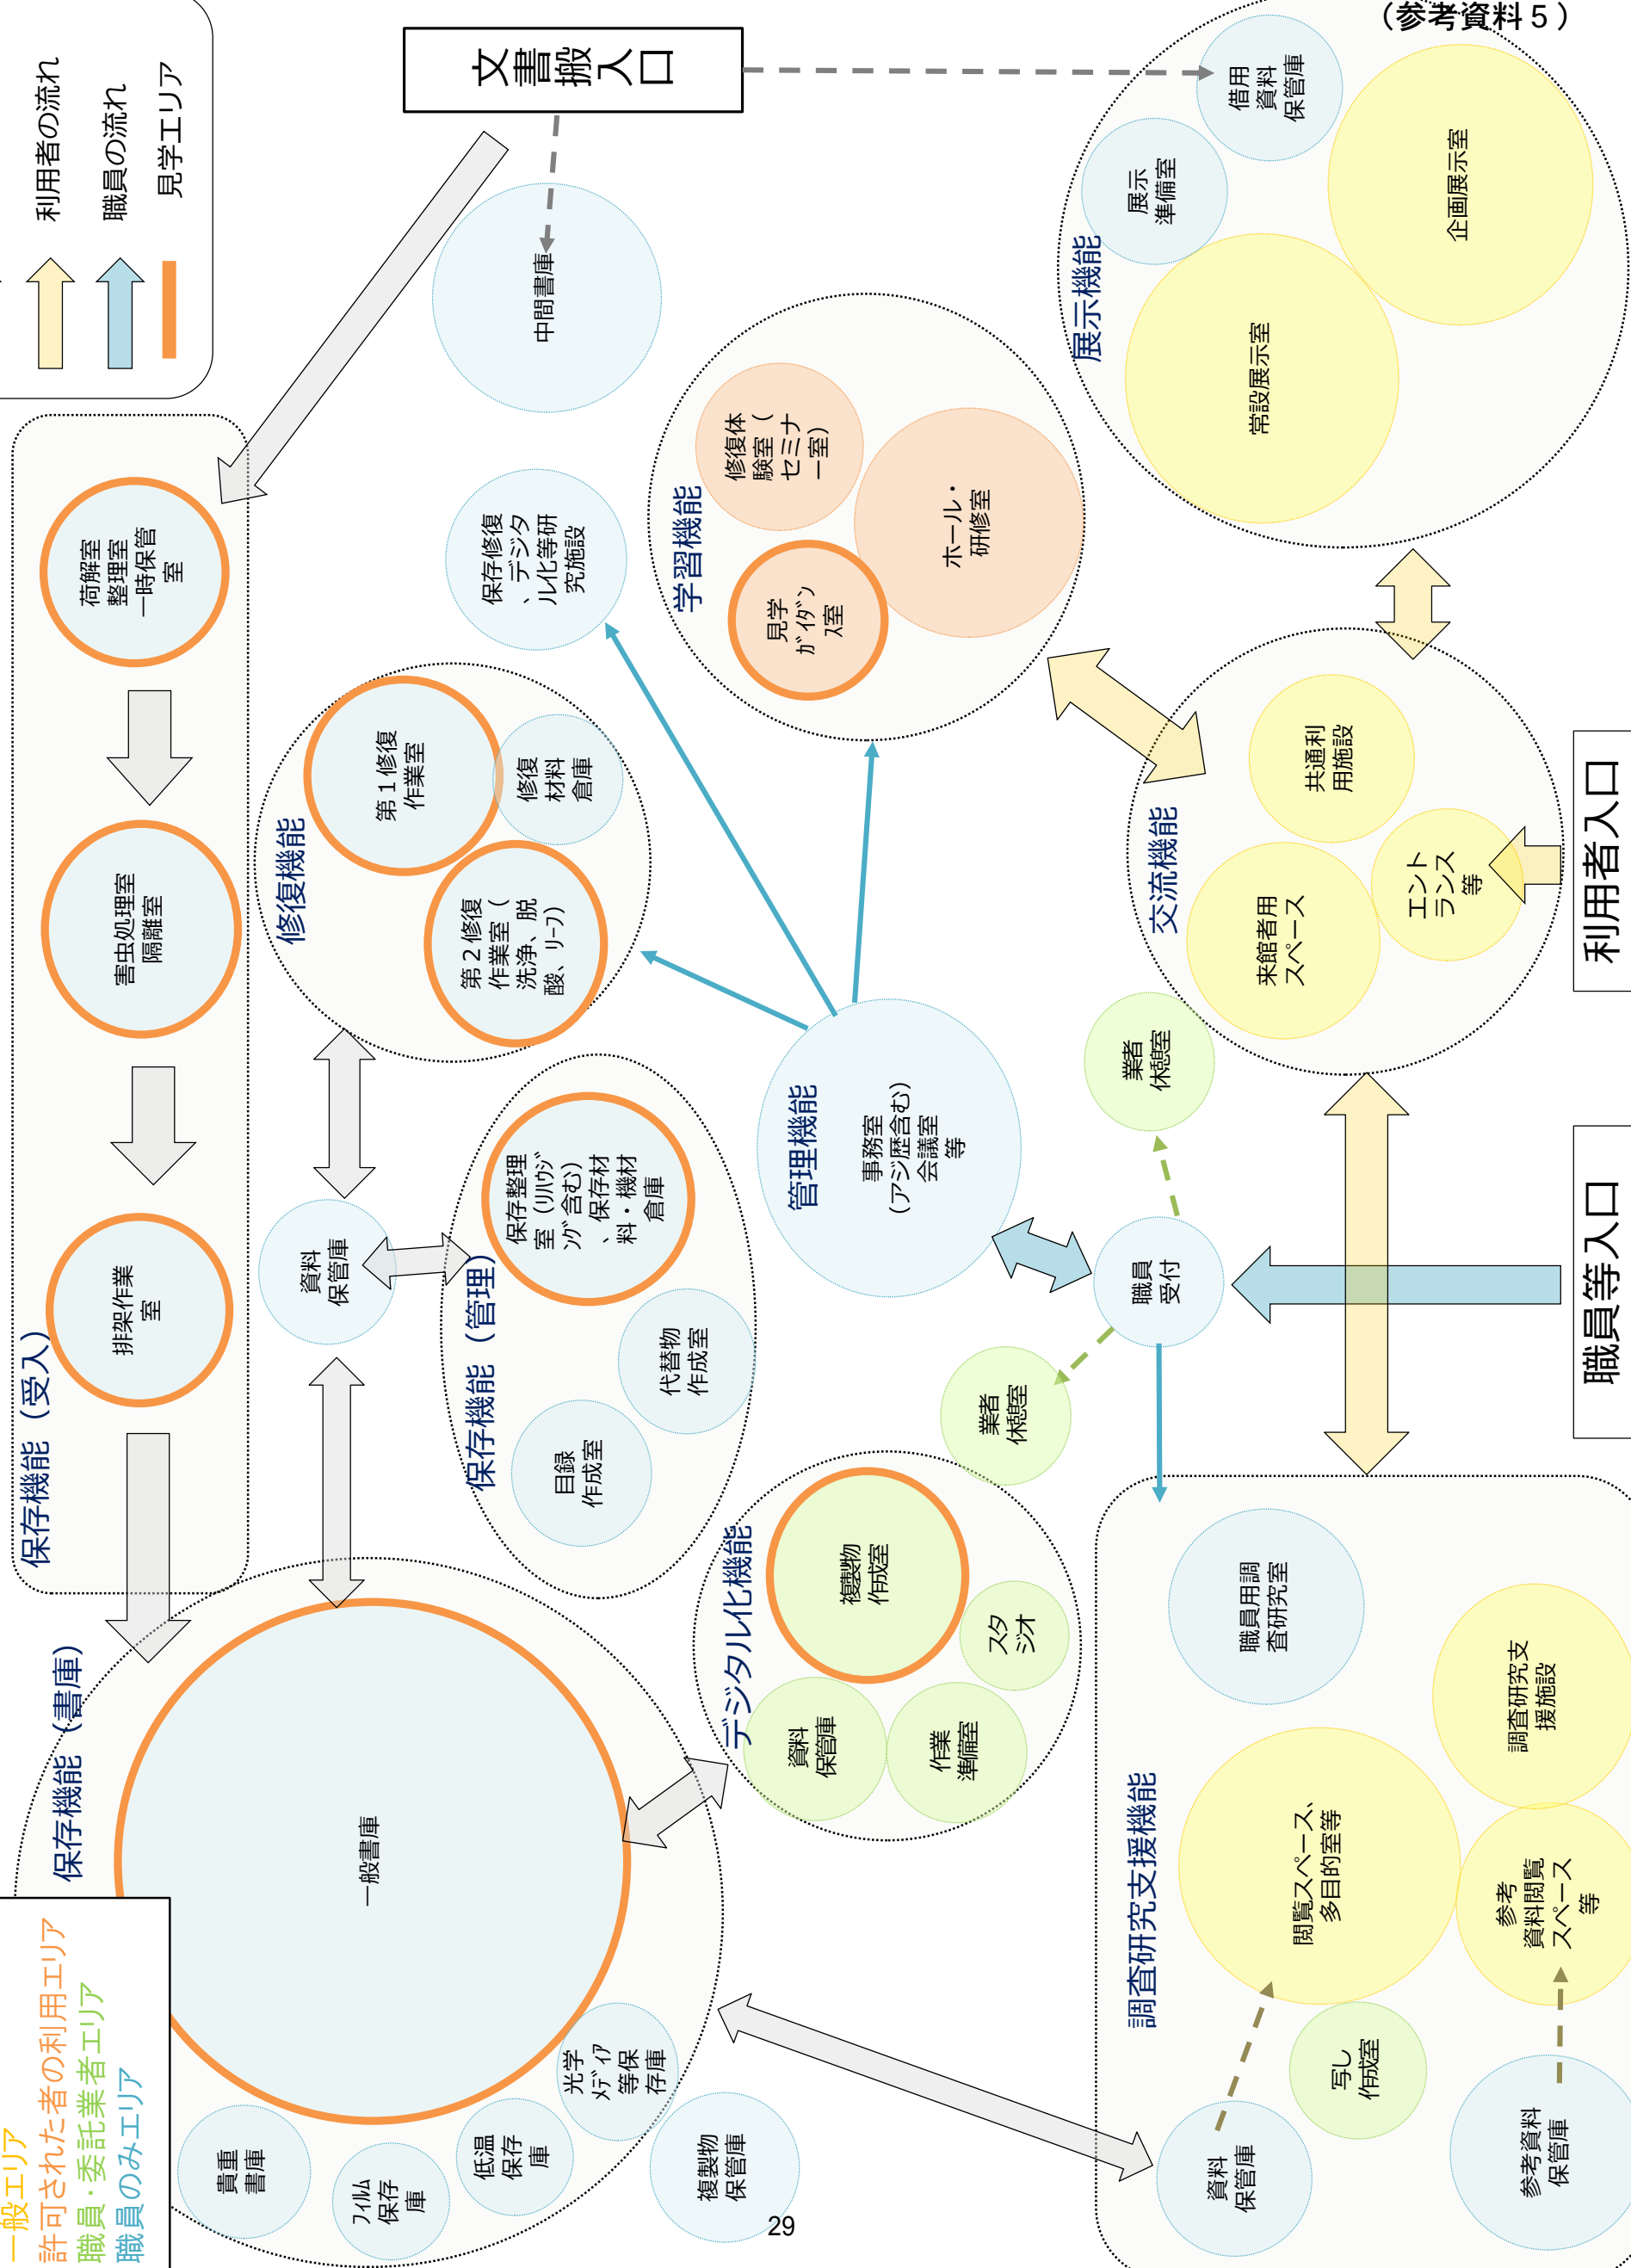 一般エリア
許可された者の利用エリア
職員・委託業者エリア
職員のみエリア
利用者の流れ
職員の流れ
見学エリア
保存機能（受入）
荷解室
整理室
一時保管
室
害虫処理室
隔離室
排架作業
室
文書搬入口
中間書庫
保存機能（書庫）
一般書庫
貴重
書庫
ﾌｨﾙﾑ
保存
庫
低温
保存
庫
光学
ﾒﾃﾞｨｱ
等保
存庫
複製物
保管庫
資料
保管庫
修復機能
第１修復
作業室
修復
材料
倉庫
第２修復
作業室（
洗浄、脱
酸、ﾘｰﾌ）
保存修復
、デジタ
ル化等研
究施設
保存機能（管理）
保存整理
室（ﾘﾊｳｼﾞ
ﾝｸﾞ含む）
、保存材
料・機材
倉庫
代替物
作成室
目録
作成室
学習機能
修復体
験室（
セミナ
ー室）
見学
ｶﾞｲﾀﾞﾝ
ｽ室
ホール・
研修室
管理機能
事務室
(アジ歴含む)
会議室
等
デジタル化機能
複製物
作成室
スタ
ジオ
資料
保管庫
作業
準備室
業者
休憩室
業者
休憩室
職員
受付
展示機能
展示
準備室
借用
資料
保管庫
常設展示室
企画展示室
交流機能
来館者用
スペース
共通利
用施設
エント
ランス
等
調査研究支援機能
職員用調
査研究室
閲覧スペース、
多目的室等
調査研究支
援施設
参考
資料閲覧
スペース
等
写し
作成室
資料
保管庫
参考資料
保管庫
職員等入口
利用者入口
（参考資料５）
29